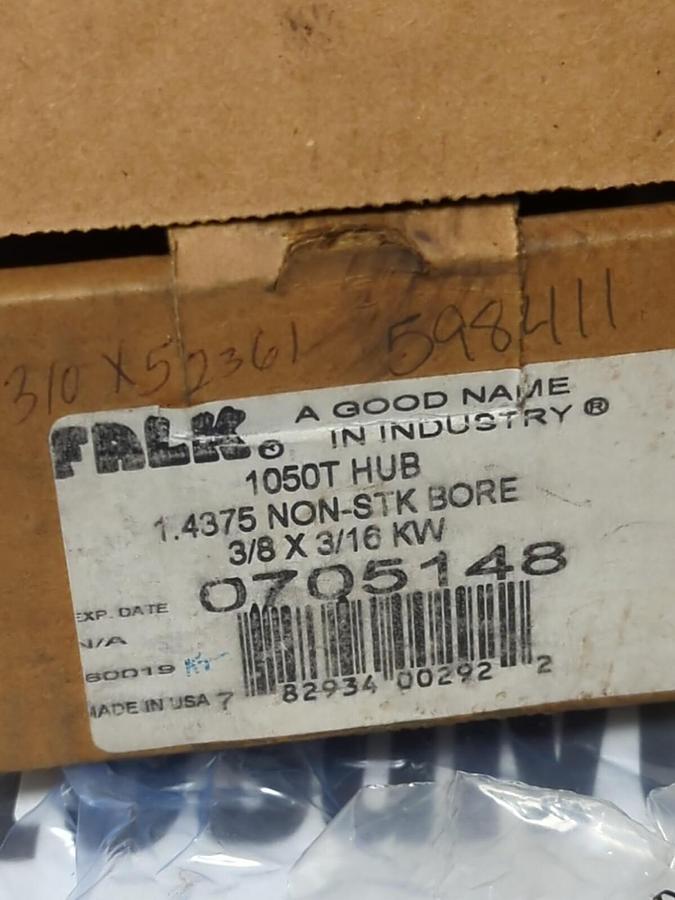 310 X 52361 598411
FALK®
A GOOD NAME
IN INDUSTRY®
1050T HUB
1.4375 NON-STK BORE
3/8 X 3/16 KW
0705148
EXP. DATE
N/A
60019
MADE IN USA
7 82934 00292 2